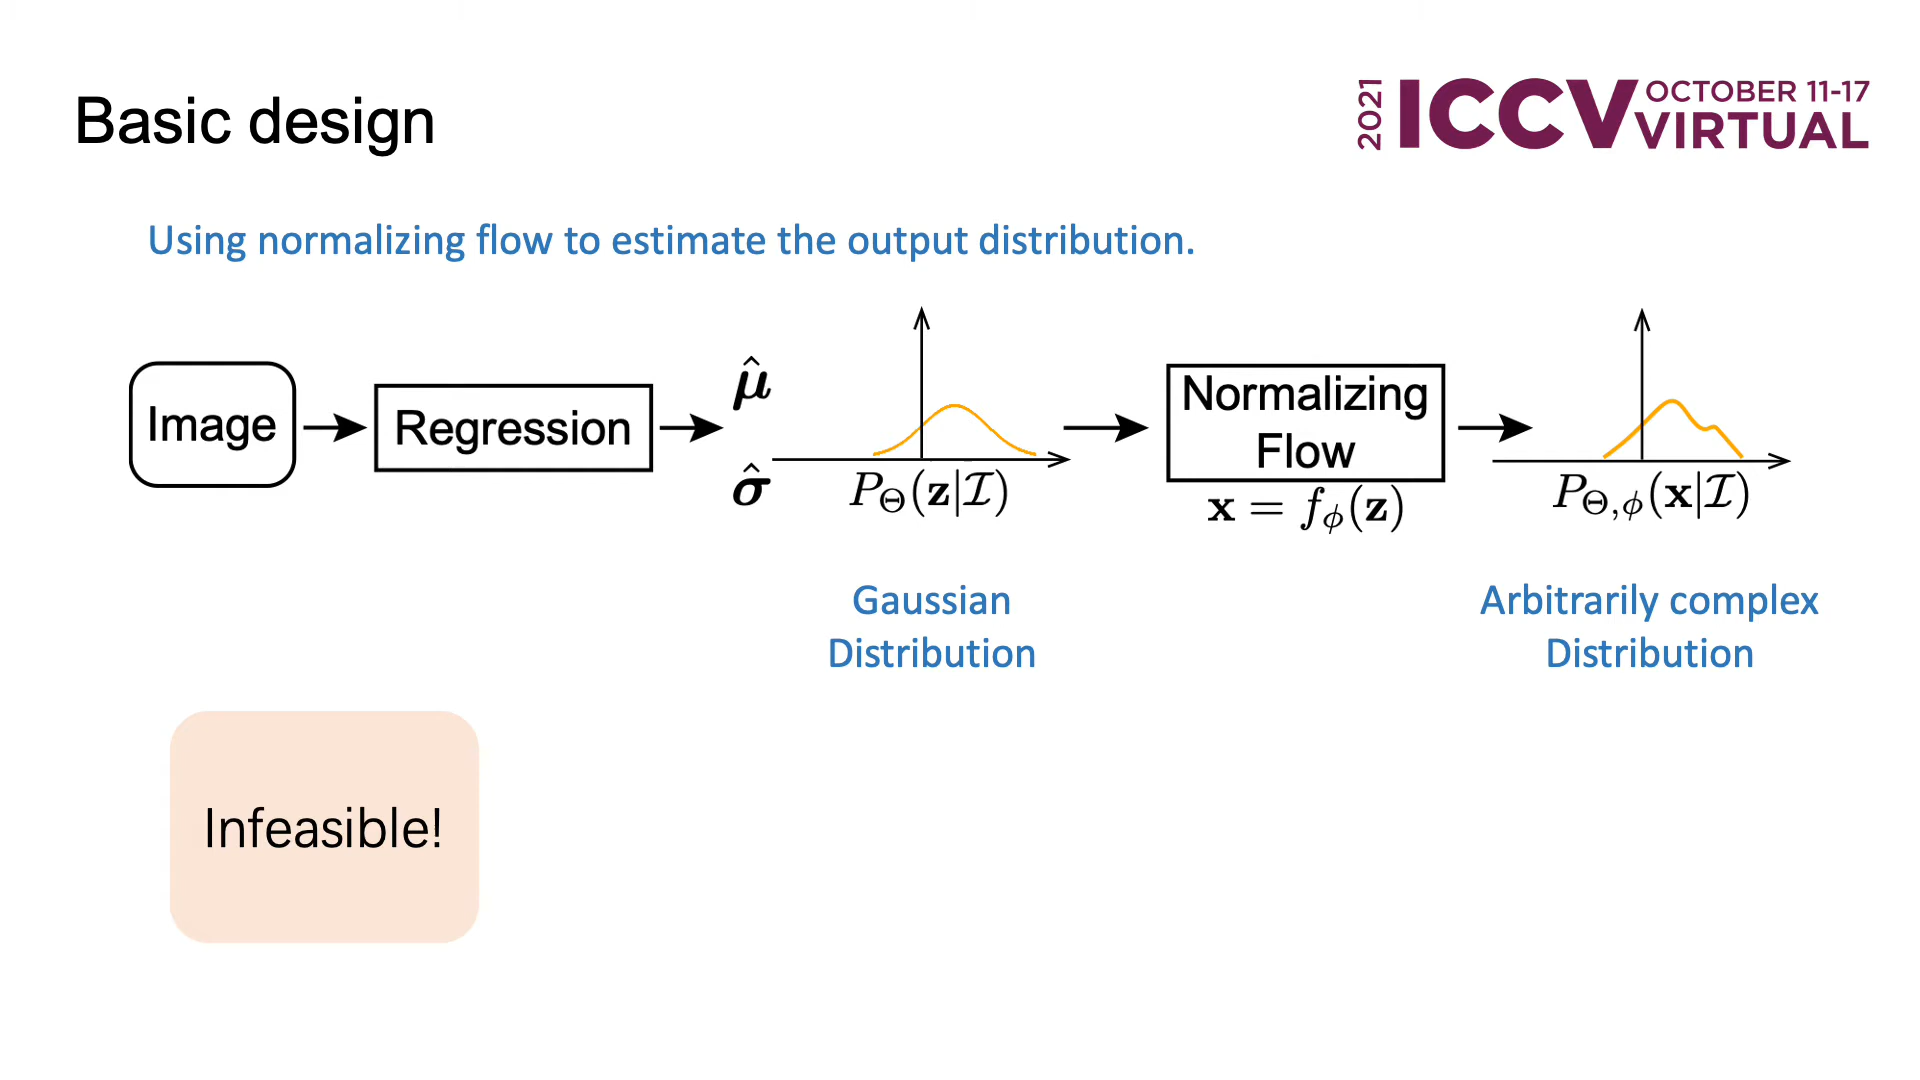 Basic design
2021 ICCV OCTOBER 11-17 VIRTUAL
Using normalizing flow to estimate the output distribution.
Image
Regression
μ̂
σ̂
P_Θ(z|𝓘)
Normalizing
Flow
x = f_ϕ(z)
P_Θ,ϕ(x|𝓘)
Gaussian
Distribution
Arbitrarily complex
Distribution
Infeasible!